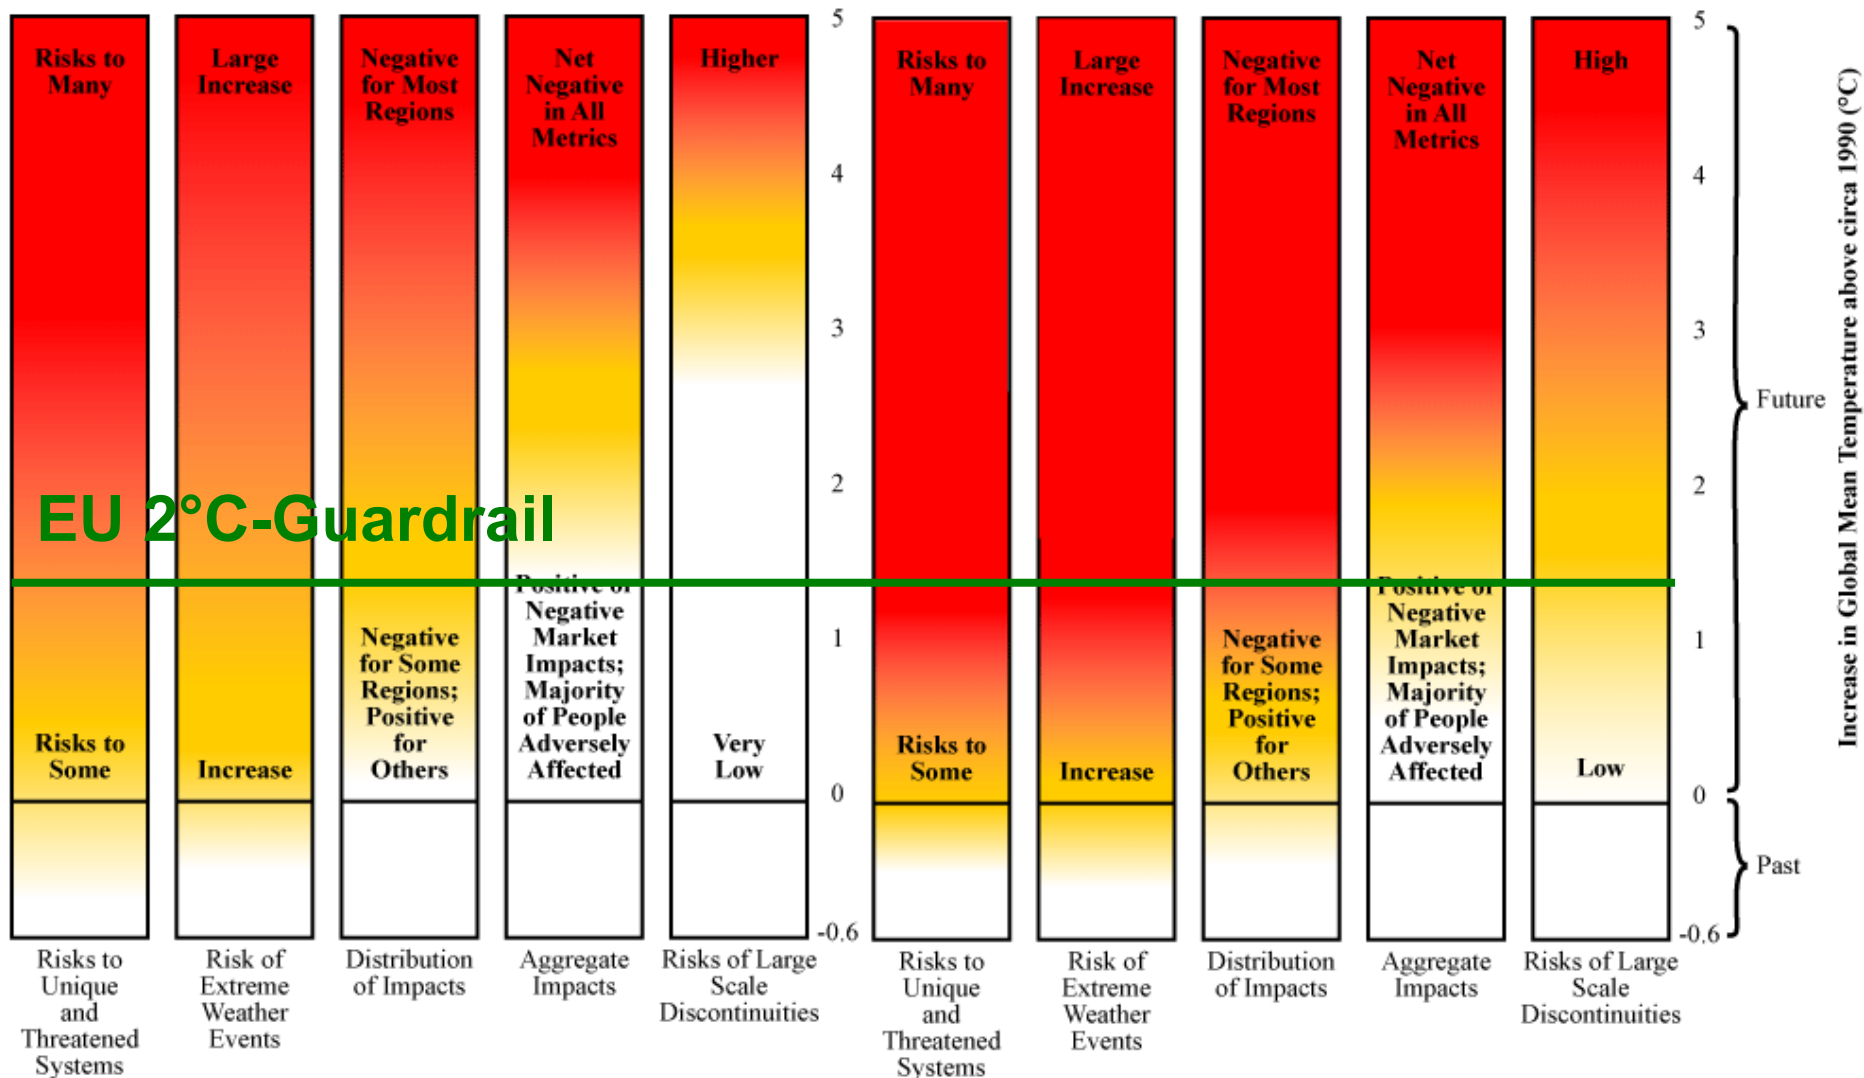 Risks to
Many
Large
Increase
Negative
for Most
Regions
Net
Negative
in All
Metrics
Higher
5
4
3
2
1
0
-0.6
Risks to
Many
Large
Increase
Negative
for Most
Regions
Net
Negative
in All
Metrics
High
5
4
3
2
1
0
-0.6
EU 2°C-Guardrail
Risks to
Some
Increase
Negative
for Some
Regions;
Positive
for
Others
Positive or
Negative
Market
Impacts;
Majority
of People
Adversely
Affected
Very
Low
Risks to
Some
Increase
Negative
for Some
Regions;
Positive
for
Others
Positive or
Negative
Market
Impacts;
Majority
of People
Adversely
Affected
Low
Future
Past
Increase in Global Mean Temperature above circa 1990 (°C)
Risks to
Unique
and
Threatened
Systems
Risk of
Extreme
Weather
Events
Distribution
of Impacts
Aggregate
Impacts
Risks of Large
Scale
Discontinuities
Risks to
Unique
and
Threatened
Systems
Risk of
Extreme
Weather
Events
Distribution
of Impacts
Aggregate
Impacts
Risks of Large
Scale
Discontinuities